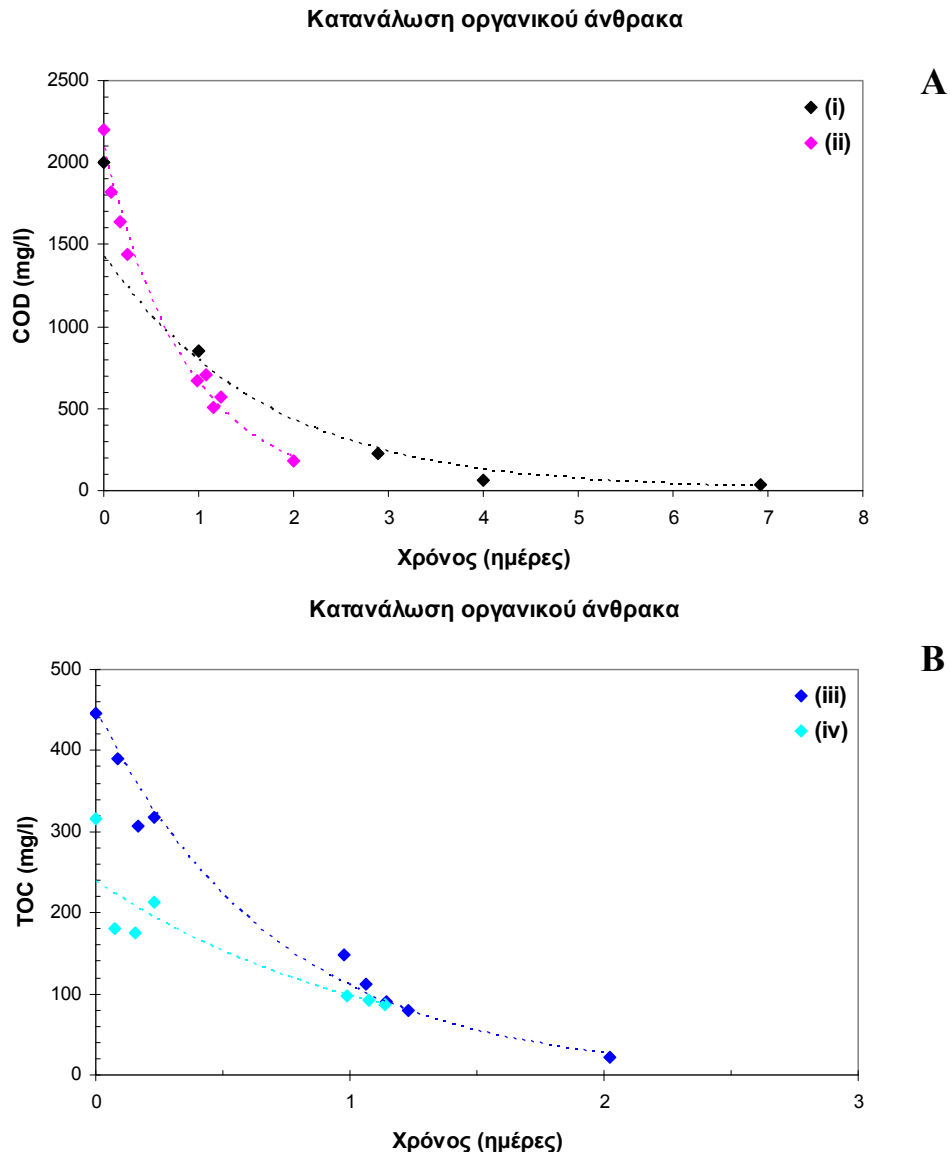 Κατανάλωση οργανικού άνθρακα
A
2500
2000
1500
1000
500
0
COD (mg/l)
(i)
(ii)
0 1 2 3 4 5 6 7 8
Χρόνος (ημέρες)
Κατανάλωση οργανικού άνθρακα
B
500
400
300
200
100
0
TOC (mg/l)
(iii)
(iv)
0 1 2 3
Χρόνος (ημέρες)